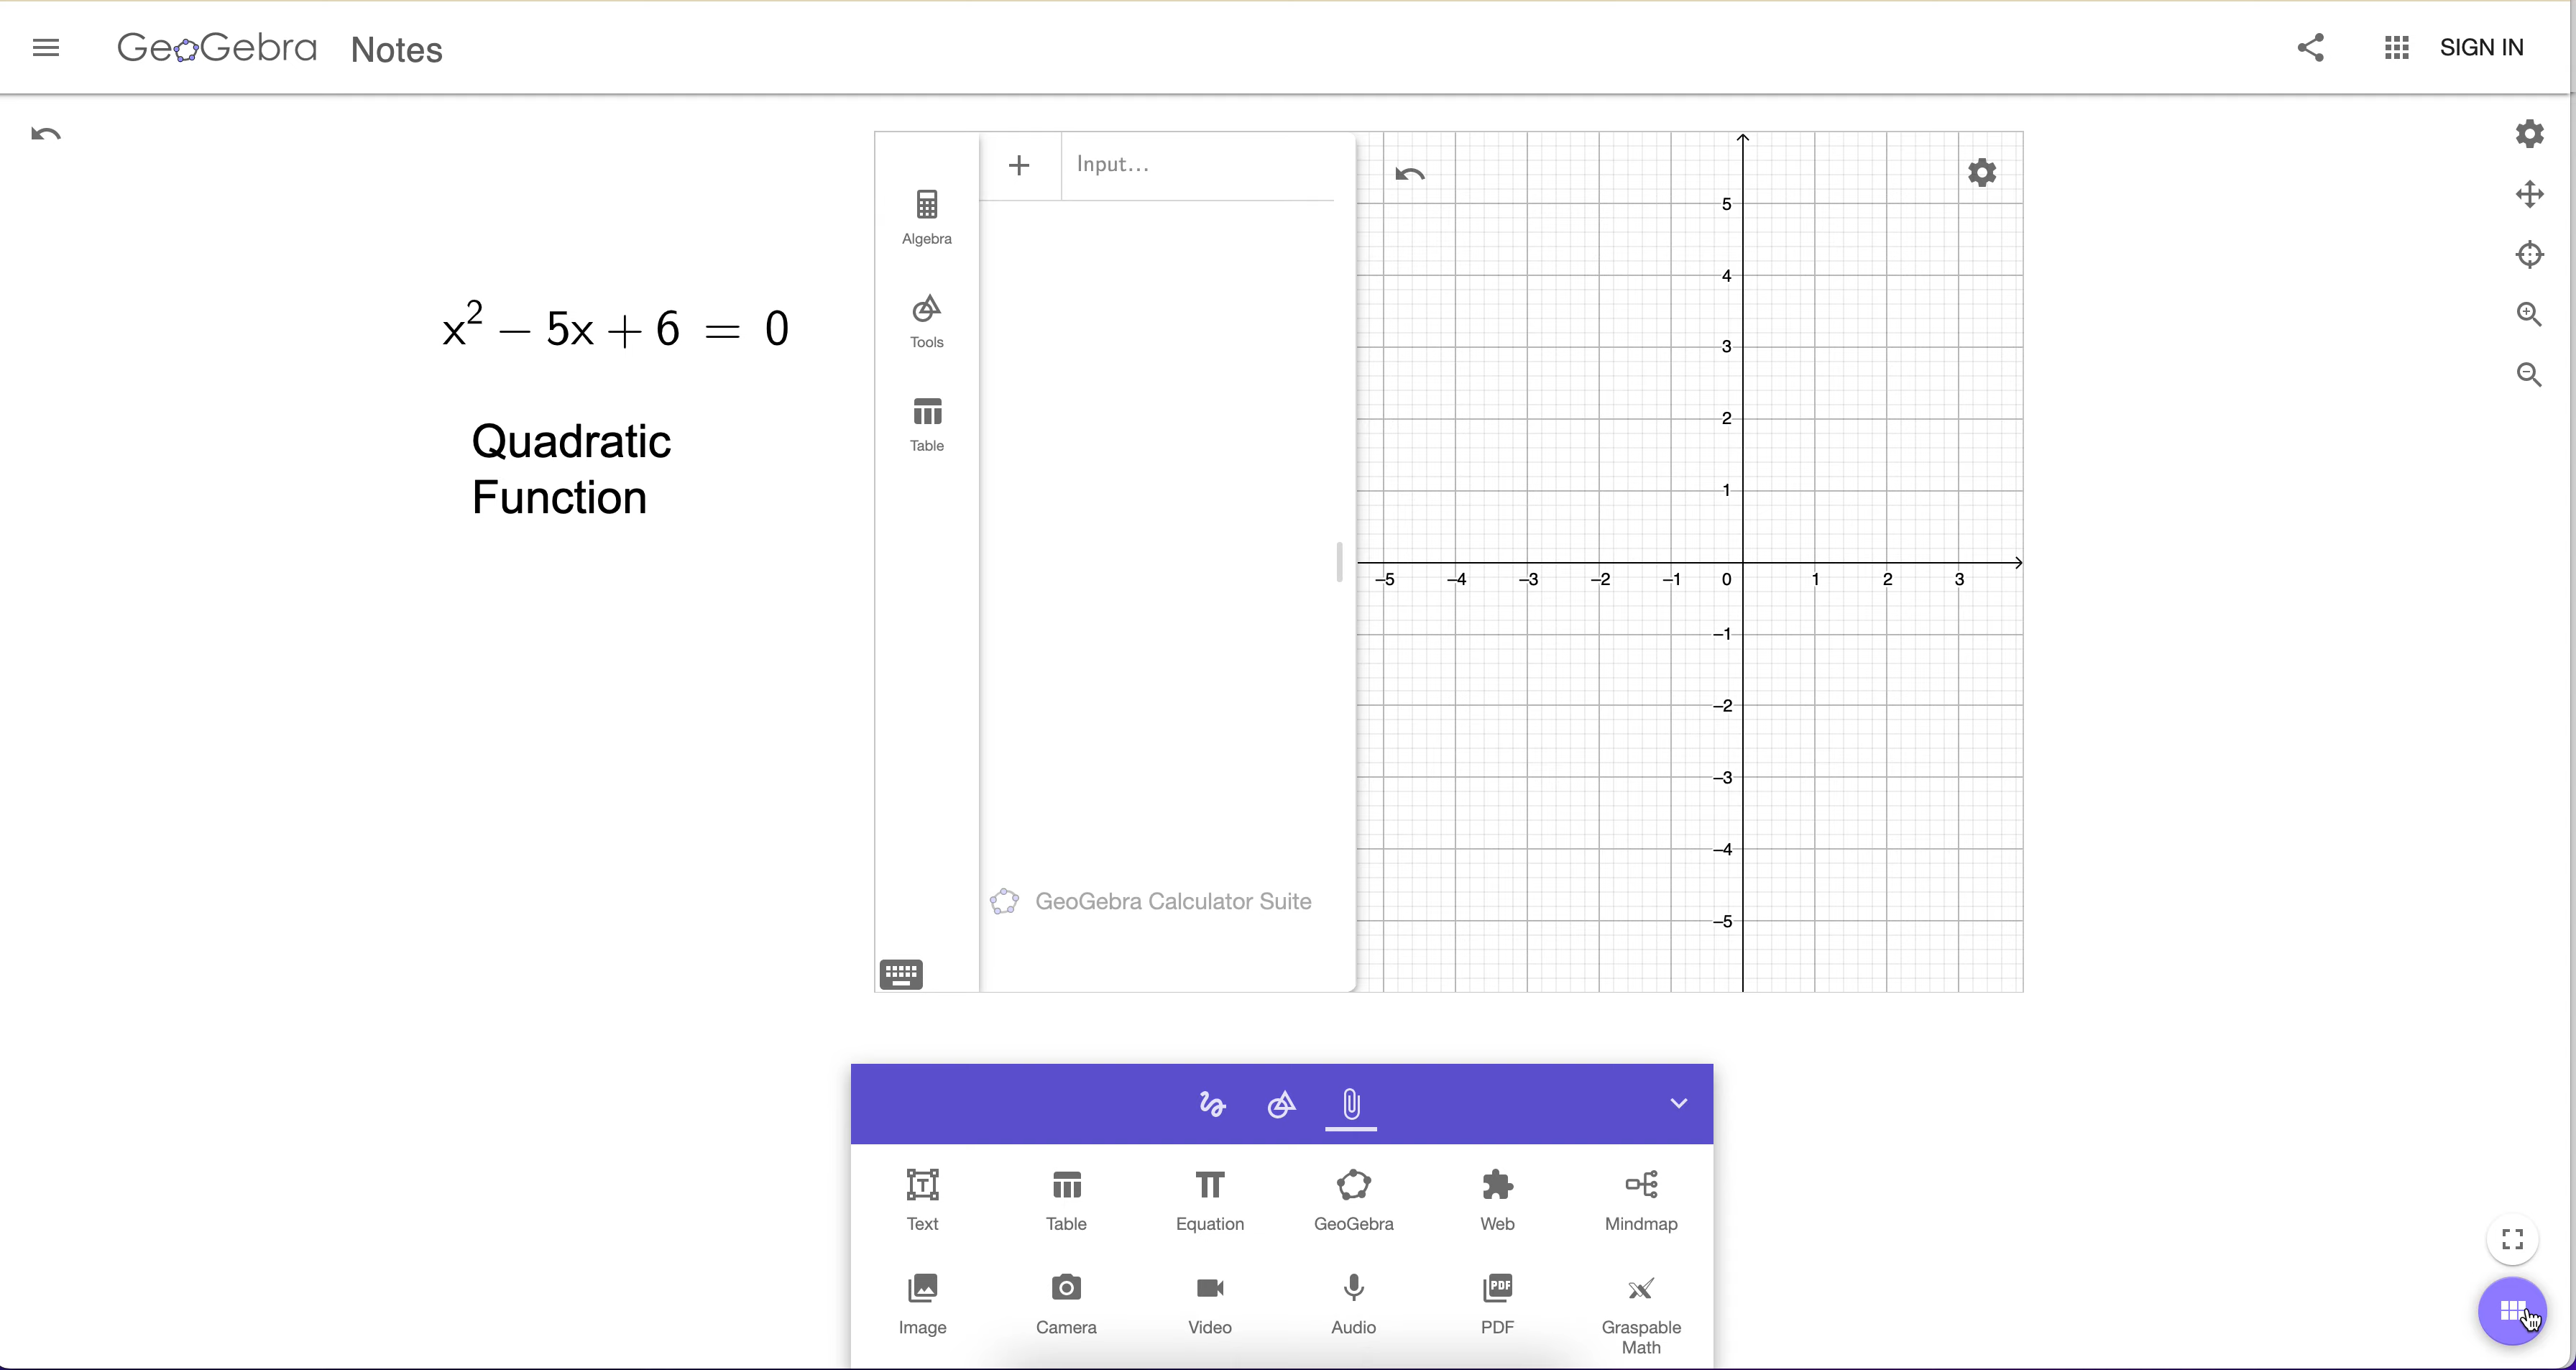 GeoGebra Notes
SIGN IN
x² − 5x + 6 = 0
Quadratic
Function
Algebra
Tools
Table
Input...
GeoGebra Calculator Suite
5
4
3
2
1
−5 −4 −3 −2 −1 0 1 2 3
−1
−2
−3
−4
−5
Text Table Equation GeoGebra Web Mindmap
Image Camera Video Audio PDF Graspable
Math